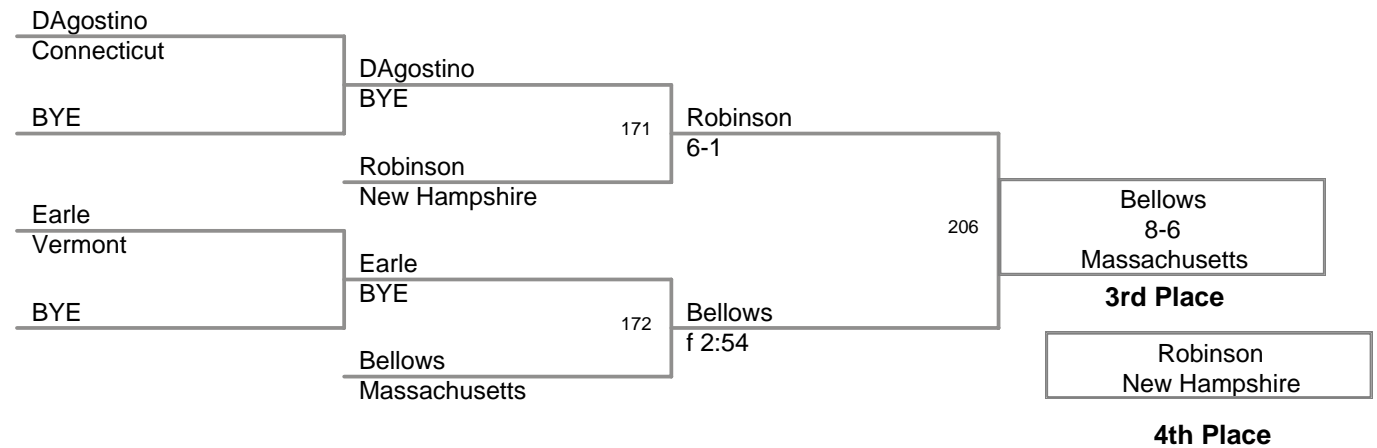 DAgostino
Connecticut
BYE
DAgostino
BYE
171
Robinson
New Hampshire
Robinson
6-1
Earle
Vermont
BYE
Earle
BYE
172
Bellows
Massachusetts
Bellows
f 2:54
206
Bellows
8-6
Massachusetts
3rd Place
Robinson
New Hampshire
4th Place